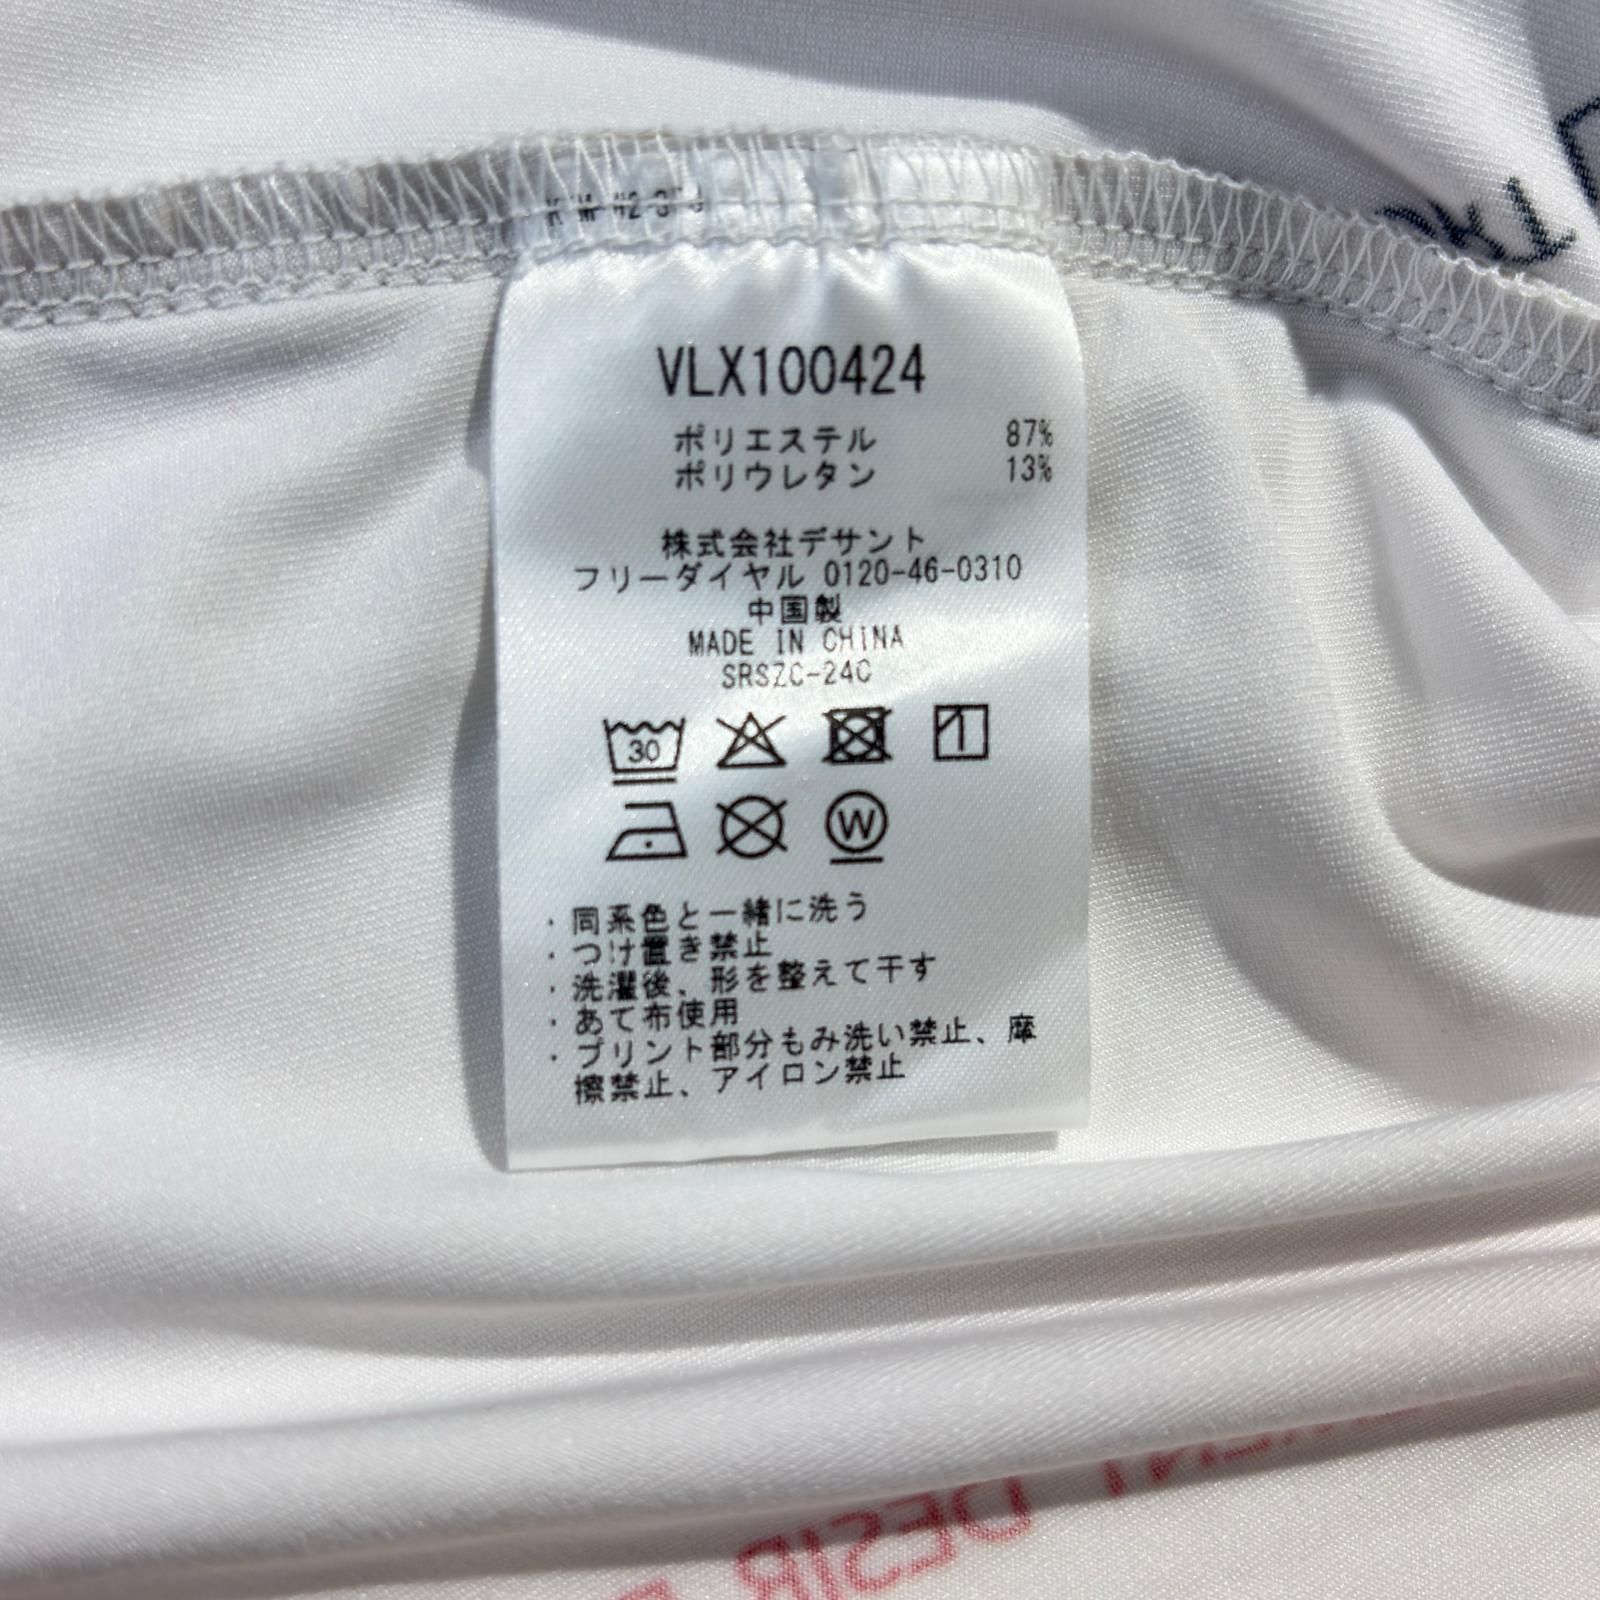 VLX100424
ポリエステル 87%
ポリウレタン 13%
株式会社デサント
フリーダイヤル 0120-46-0310
中国製
MADE IN CHINA
SRSZC-24C
30
W
・同系色と一緒に洗う
・つけ置き禁止
・洗濯後、形を整えて干す
・あて布使用
・プリント部分もみ洗い禁止、摩
擦禁止、アイロン禁止